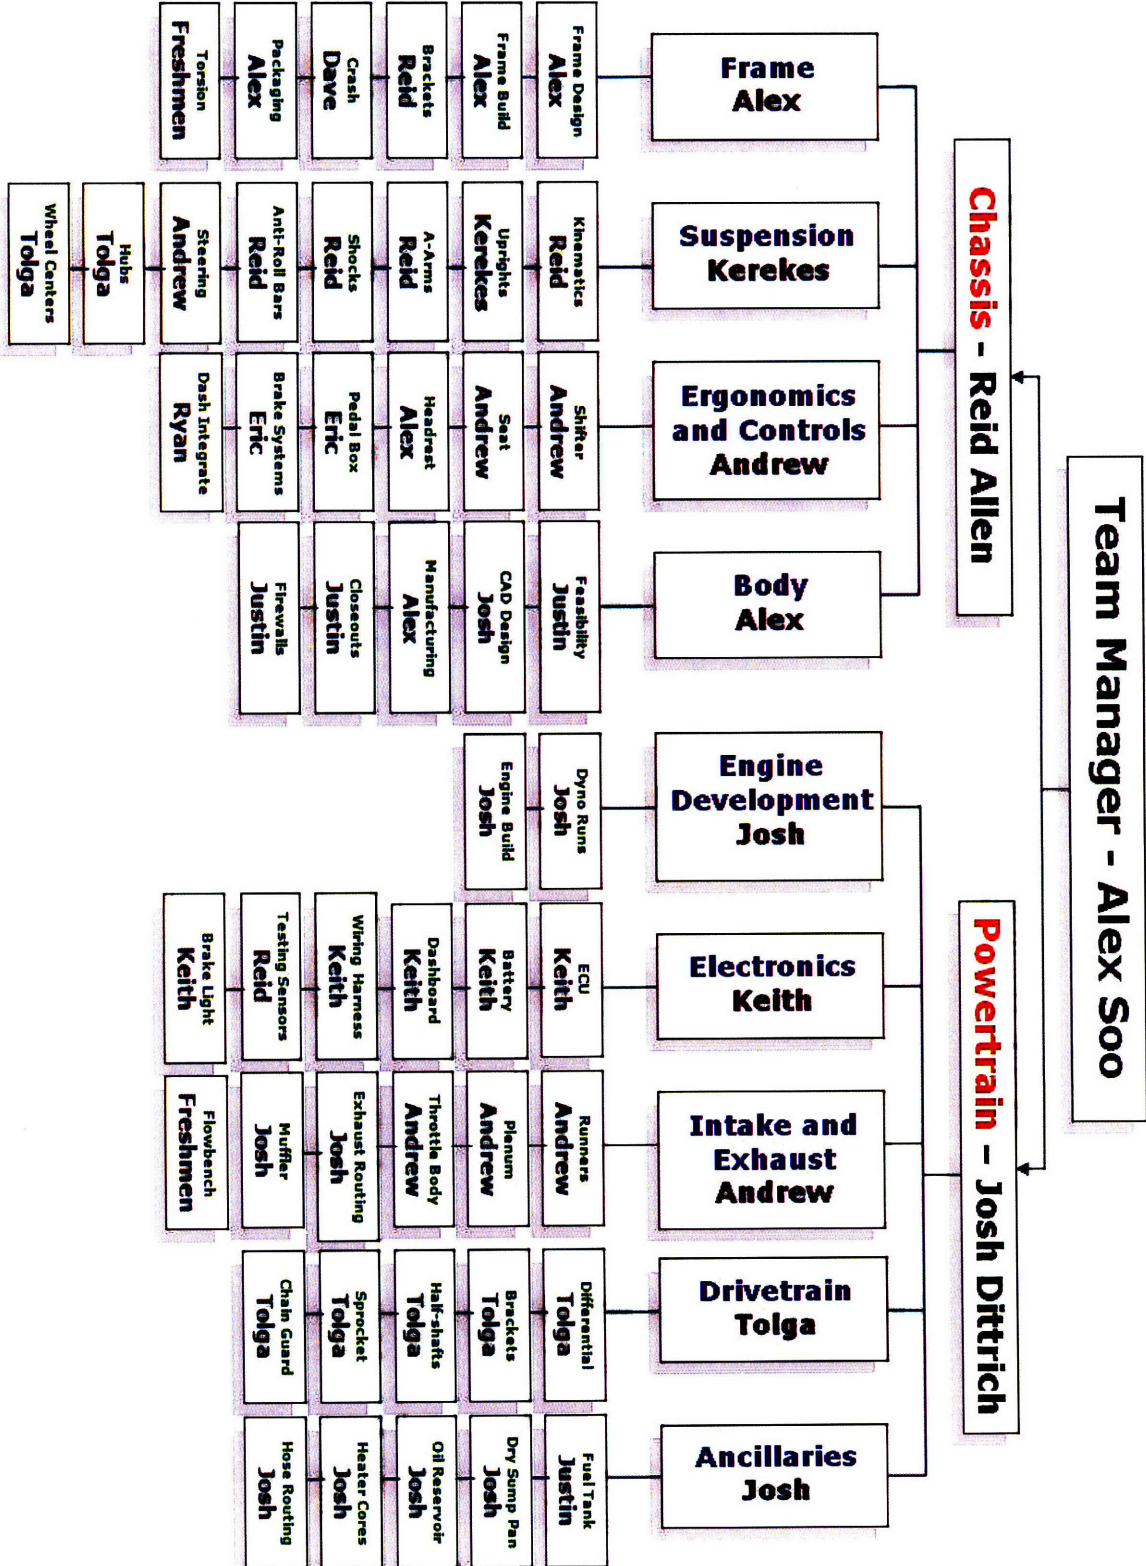 Team Manager - Alex Soo
Chassis - Reid Allen
Powertrain – Josh Dittrich
Frame
Alex
Frame Design
Alex
Frame Build
Alex
Brackets
Reid
Crash
Dave
Packaging
Alex
Torsion
Freshmen
Suspension
Kerekes
Kinematics
Reid
Uprights
Kerekes
A-Arms
Reid
Shocks
Reid
Anti-Roll Bars
Reid
Steering
Andrew
Hubs
Tolga
Wheel Centers
Tolga
Ergonomics
and Controls
Andrew
Shifter
Andrew
Seat
Andrew
Headrest
Alex
Pedal Box
Eric
Brake Systems
Eric
Dash Integrate
Ryan
Body
Alex
Feasibility
Justin
CAD Design
Josh
Manufacturing
Alex
Closeouts
Justin
Firewalls
Justin
Engine
Development
Josh
Dyno Runs
Josh
Engine Build
Josh
Electronics
Keith
ECU
Keith
Battery
Keith
Dashboard
Keith
Wiring Harness
Keith
Testing Sensors
Reid
Brake Light
Keith
Intake and
Exhaust
Andrew
Runners
Andrew
Plenum
Andrew
Throttle Body
Andrew
Exhaust Routing
Josh
Muffler
Josh
Flowbench
Freshmen
Drivetrain
Tolga
Differential
Tolga
Brackets
Tolga
Half-shafts
Tolga
Sprocket
Tolga
Chain Guard
Tolga
Ancillaries
Josh
Fuel Tank
Justin
Dry Sump Pan
Josh
Oil Reservoir
Josh
Heater Cores
Josh
Hose Routing
Josh